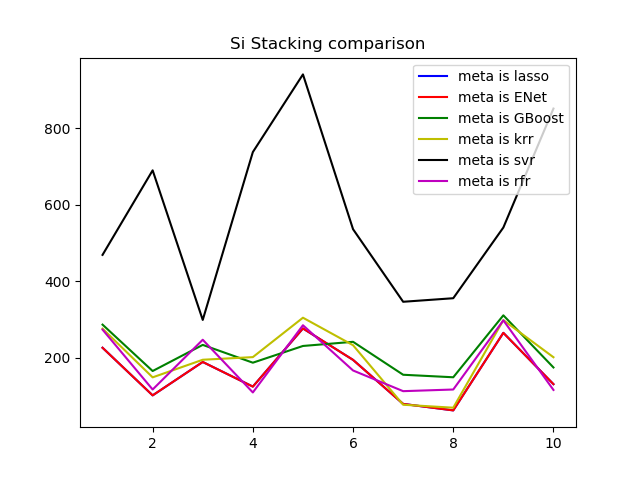 Si Stacking comparison
meta is lasso
meta is ENet
meta is GBoost
meta is krr
meta is svr
meta is rfr
800
600
400
200
2 4 6 8 10